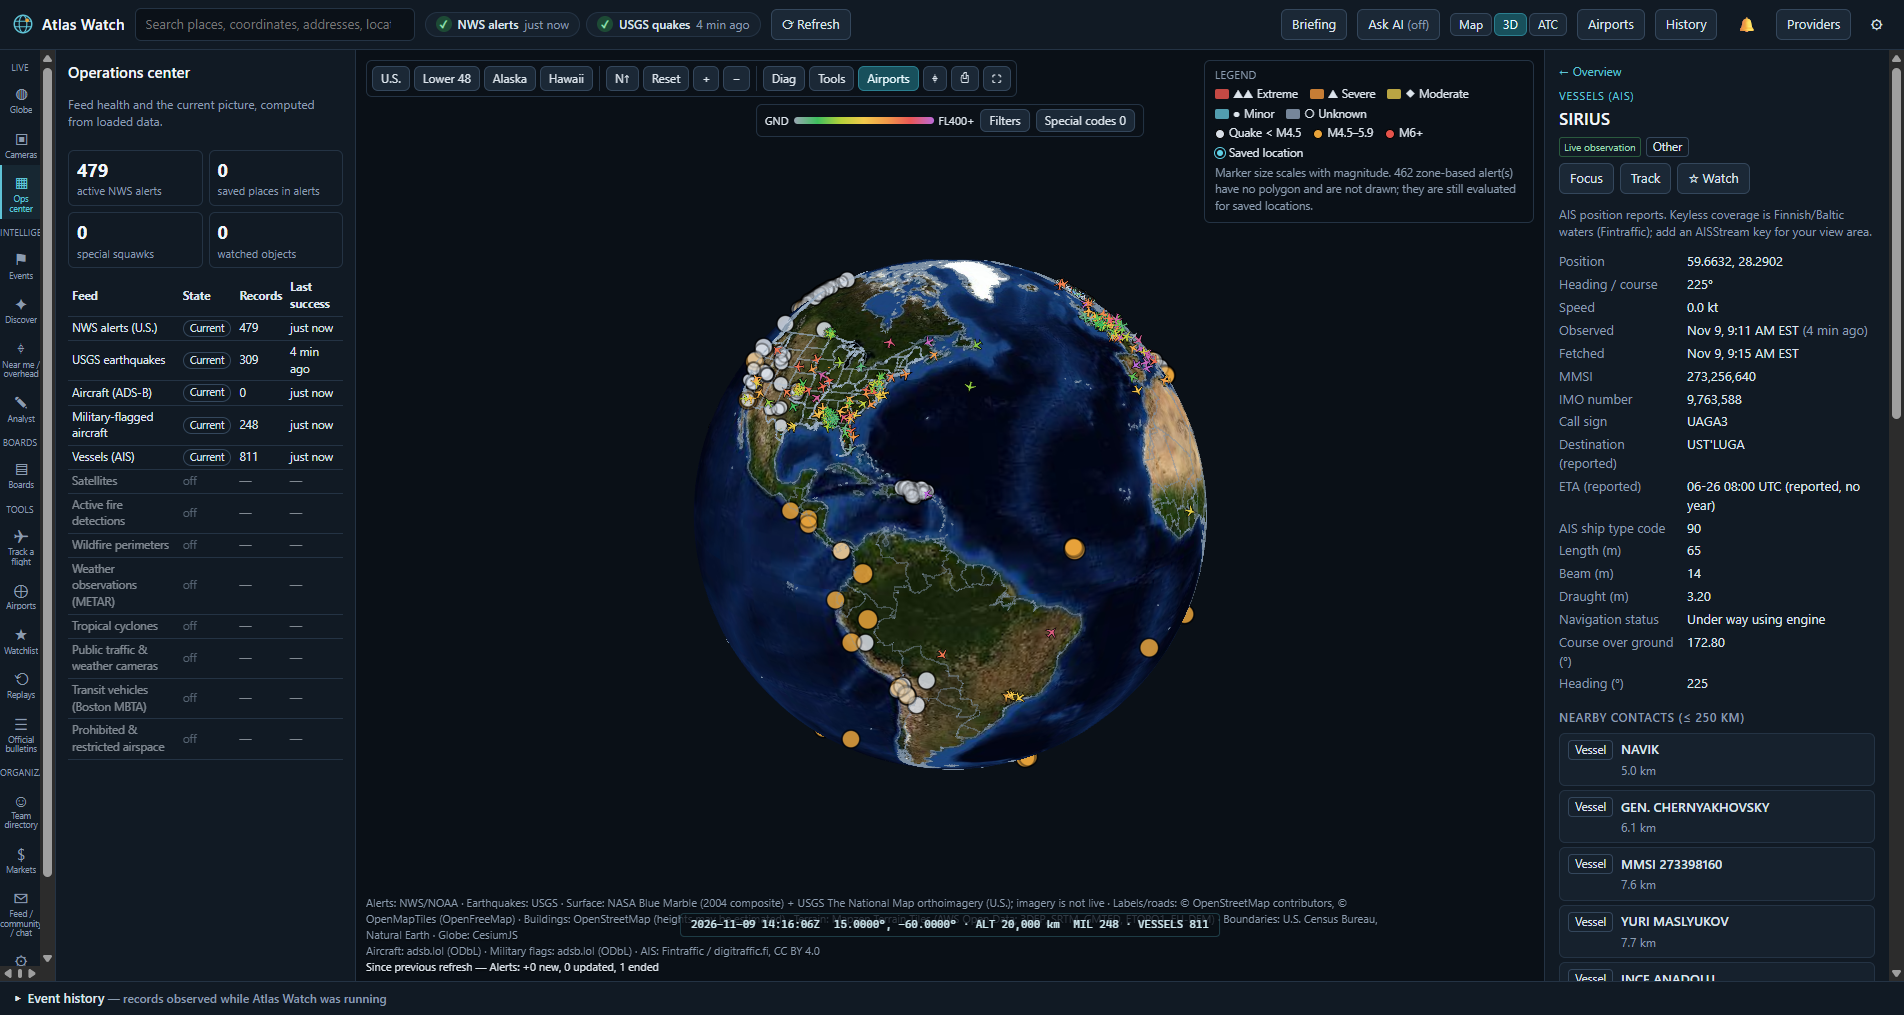 Atlas Watch
Search places, coordinates, addresses, locat
NWS alerts just now
USGS quakes 4 min ago
Refresh
Briefing
Ask AI (off)
Map
3D
ATC
Airports
History
Providers
LIVE
Globe
Cameras
Ops
center
INTELLIGE
Events
Discover
Near me /
overhead
Analyst
BOARDS
Boards
TOOLS
Track a
flight
Airports
Watchlist
Replays
Official
bulletins
ORGANIZ
Team
directory
Markets
Feed /
community
/ chat
Operations center
Feed health and the current picture, computed
from loaded data.
479
active NWS alerts
0
saved places in alerts
0
special squawks
0
watched objects
Feed State Records Last
success
NWS alerts (U.S.) Current 479 just now
USGS earthquakes Current 309 4 min
ago
Aircraft (ADS-B) Current 0 just now
Military-flagged
aircraft Current 248 just now
Vessels (AIS) Current 811 just now
Satellites off — —
Active fire
detections off — —
Wildfire perimeters off — —
Weather
observations
(METAR) off — —
Tropical cyclones off — —
Public traffic &
weather cameras off — —
Transit vehicles
(Boston MBTA) off — —
Prohibited &
restricted airspace off — —
U.S.
Lower 48
Alaska
Hawaii
N↑
Reset
+
−
Diag
Tools
Airports
GND
FL400+
Filters
Special codes 0
LEGEND
▲▲ Extreme ▲ Severe ◆ Moderate
● Minor ○ Unknown
Quake < M4.5 M4.5–5.9 M6+
Saved location
Marker size scales with magnitude. 462 zone-based alert(s)
have no polygon and are not drawn; they are still evaluated
for saved locations.
Alerts: NWS/NOAA · Earthquakes: USGS · Surface: NASA Blue Marble (2004 composite) + USGS The National Map orthoimagery (U.S.); imagery is not live · Labels/roads: © OpenStreetMap contributors, ©
OpenMapTiles (OpenFreeMap) · Buildings: OpenStreetMap Boundaries: U.S. Census Bureau,
Natural Earth · Globe: CesiumJS
2026-11-09 14:16:06Z 15.0000°, −60.0000° · ALT 20,000 km MIL 248 · VESSELS 811
Aircraft: adsb.lol (ODbL) · Military flags: adsb.lol (ODbL) · AIS: Fintraffic / digitraffic.fi, CC BY 4.0
Since previous refresh — Alerts: +0 new, 0 updated, 1 ended
← Overview
VESSELS (AIS)
SIRIUS
Live observation
Other
Focus
Track
☆ Watch
AIS position reports. Keyless coverage is Finnish/Baltic
waters (Fintraffic); add an AISStream key for your view area.
Position 59.6632, 28.2902
Heading / course 225°
Speed 0.0 kt
Observed Nov 9, 9:11 AM EST (4 min ago)
Fetched Nov 9, 9:15 AM EST
MMSI 273,256,640
IMO number 9,763,588
Call sign UAGA3
Destination
(reported) UST'LUGA
ETA (reported) 06-26 08:00 UTC (reported, no
year)
AIS ship type code 90
Length (m) 65
Beam (m) 14
Draught (m) 3.20
Navigation status Under way using engine
Course over ground
(°) 172.80
Heading (°) 225
NEARBY CONTACTS (≤ 250 KM)
Vessel NAVIK
5.0 km
Vessel GEN. CHERNYAKHOVSKY
6.1 km
Vessel MMSI 273398160
7.6 km
Vessel YURI MASLYUKOV
7.7 km
Vessel INCE ANADOLU
▸ Event history — records observed while Atlas Watch was running